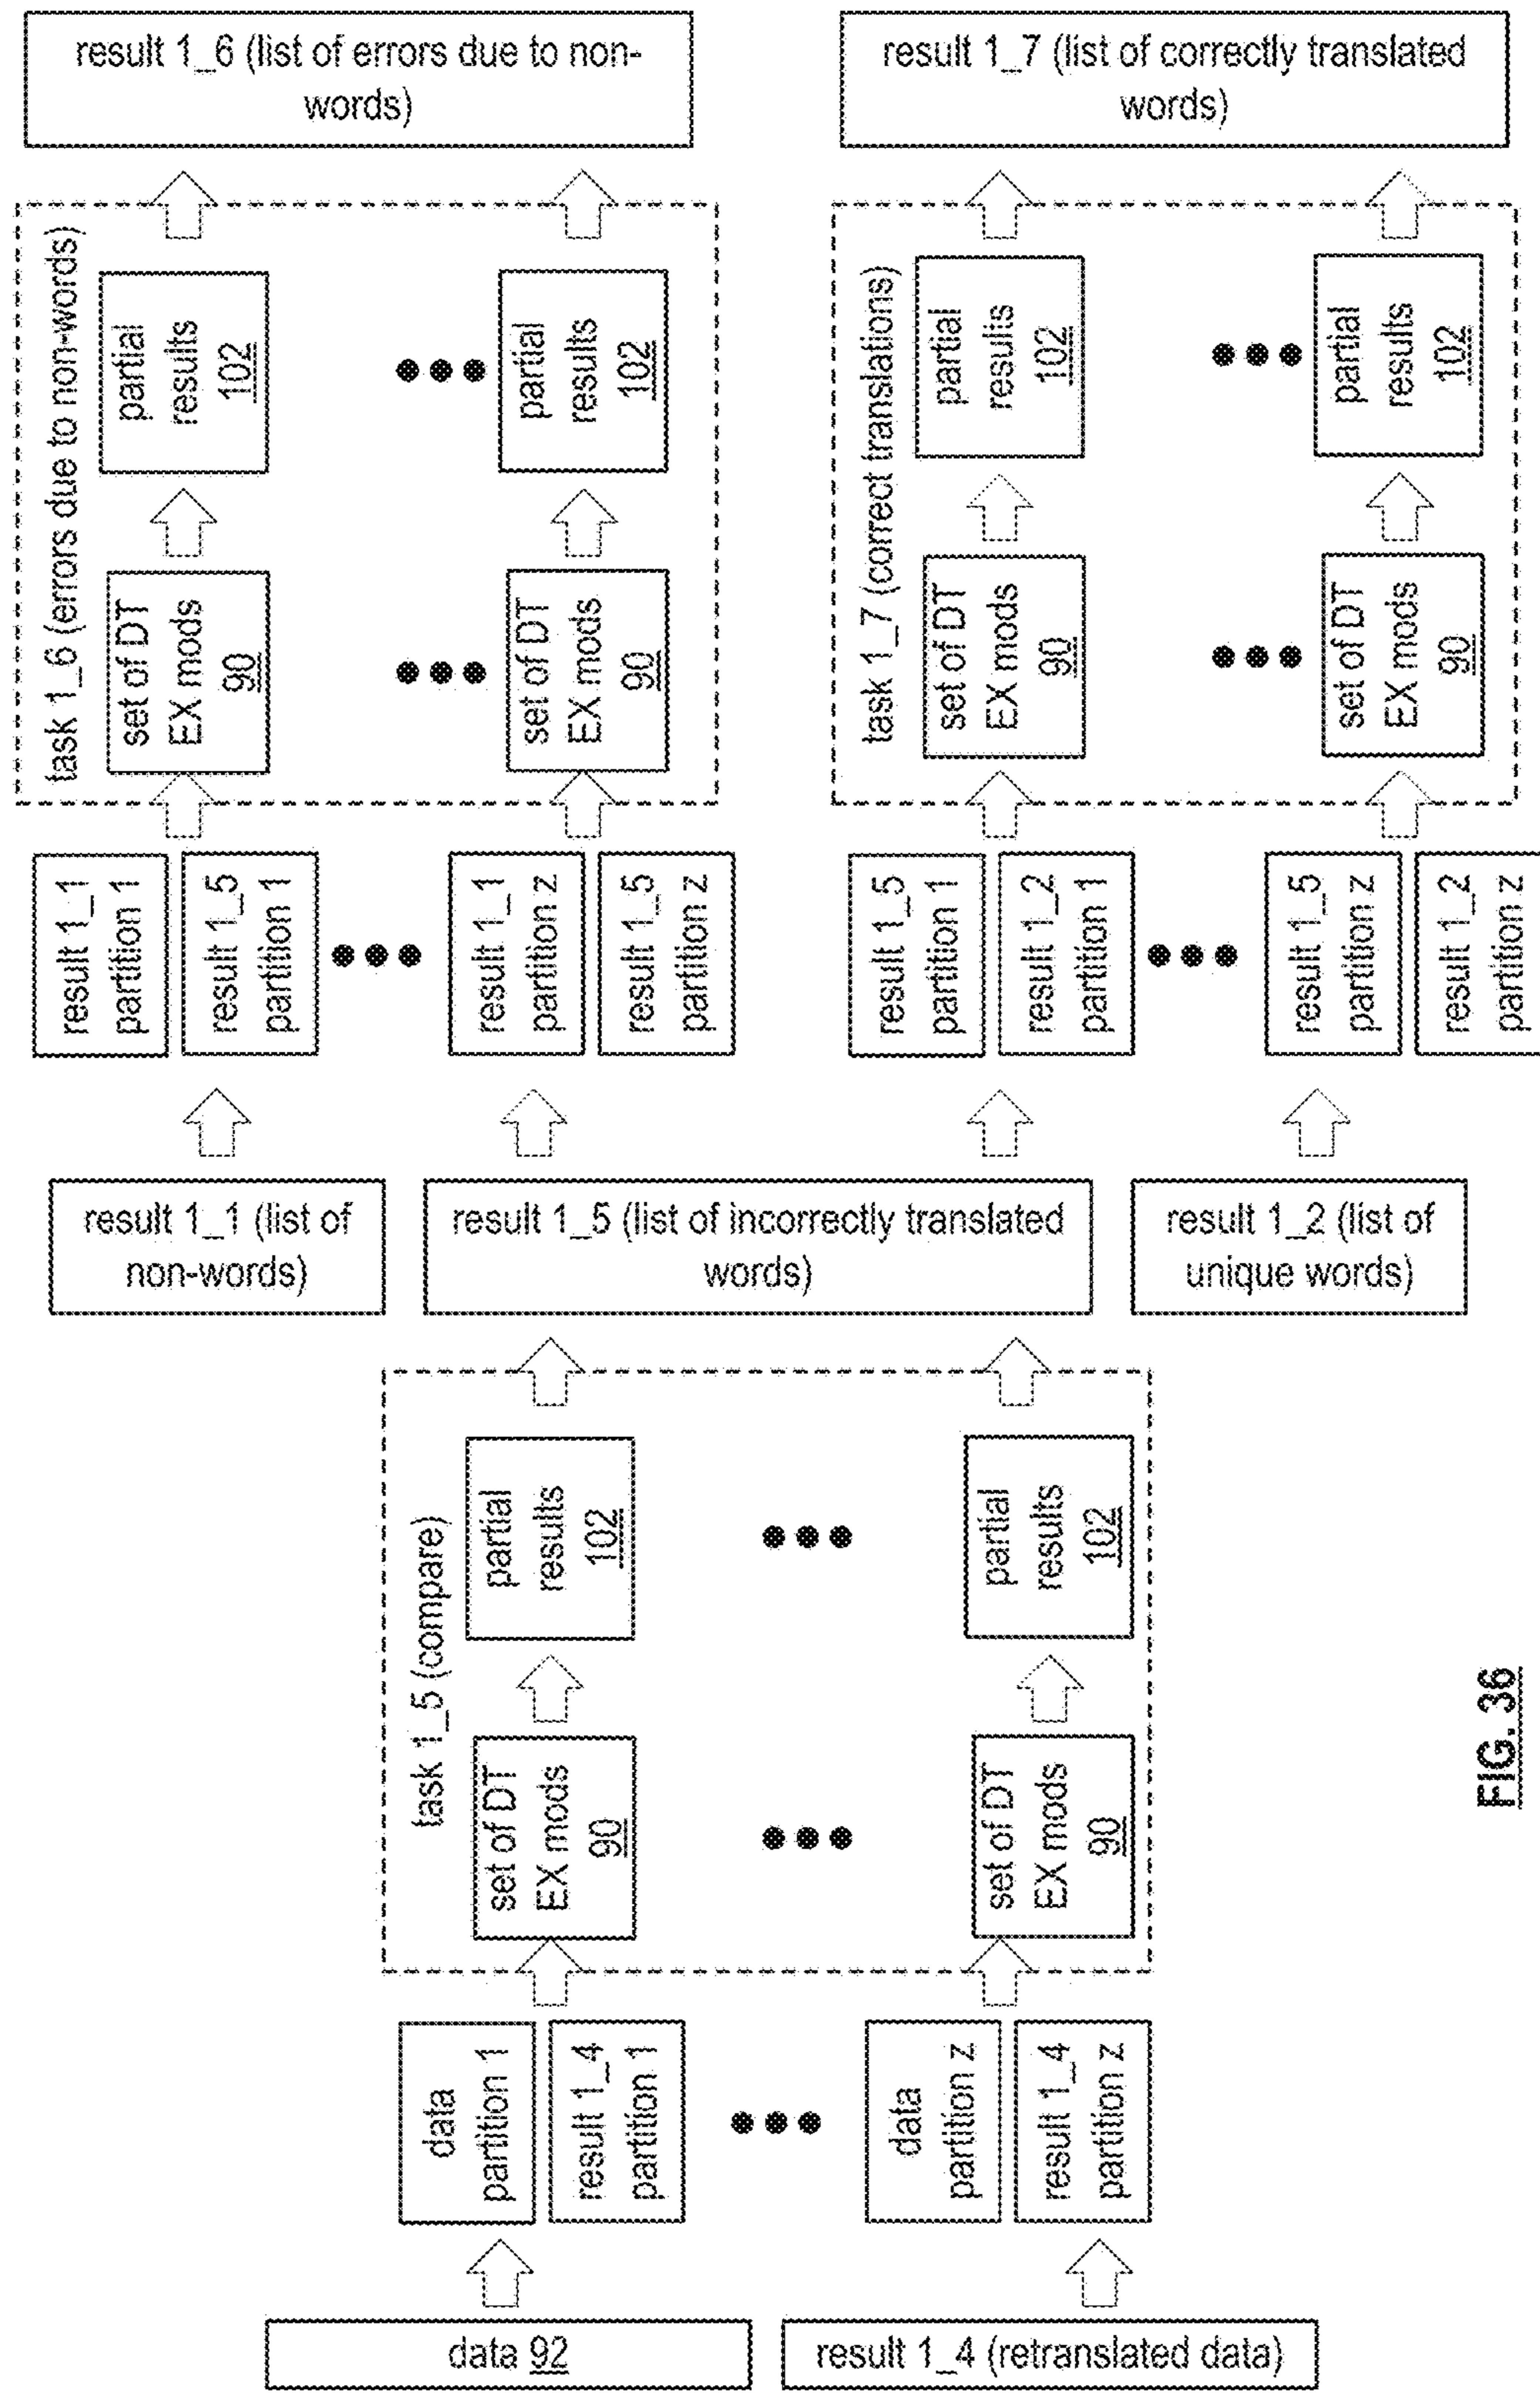 result 1_6 (list of errors due to non-
words)
result 1_7 (list of correctly translated
words)
task 1_6 (errors due to non-words)
partial
results
102
partial
results
102
set of DT
EX mods
90
set of DT
EX mods
90
task 1_7 (correct translations)
partial
results
102
partial
results
102
set of DT
EX mods
90
set of DT
EX mods
90
result 1_1
partition 1
result 1_5
partition 1
result 1_1
partition z
result 1_5
partition z
result 1_5
partition 1
result 1_2
partition 1
result 1_5
partition z
result 1_2
partition z
result 1_1 (list of
non-words)
result 1_5 (list of incorrectly translated
words)
result 1_2 (list of
unique words)
task 1_5 (compare)
partial
results
102
partial
results
102
set of DT
EX mods
90
set of DT
EX mods
90
data
partition 1
result 1_4
partition 1
data
partition z
result 1_4
partition z
data 92
result 1_4 (retranslated data)
FIG. 36